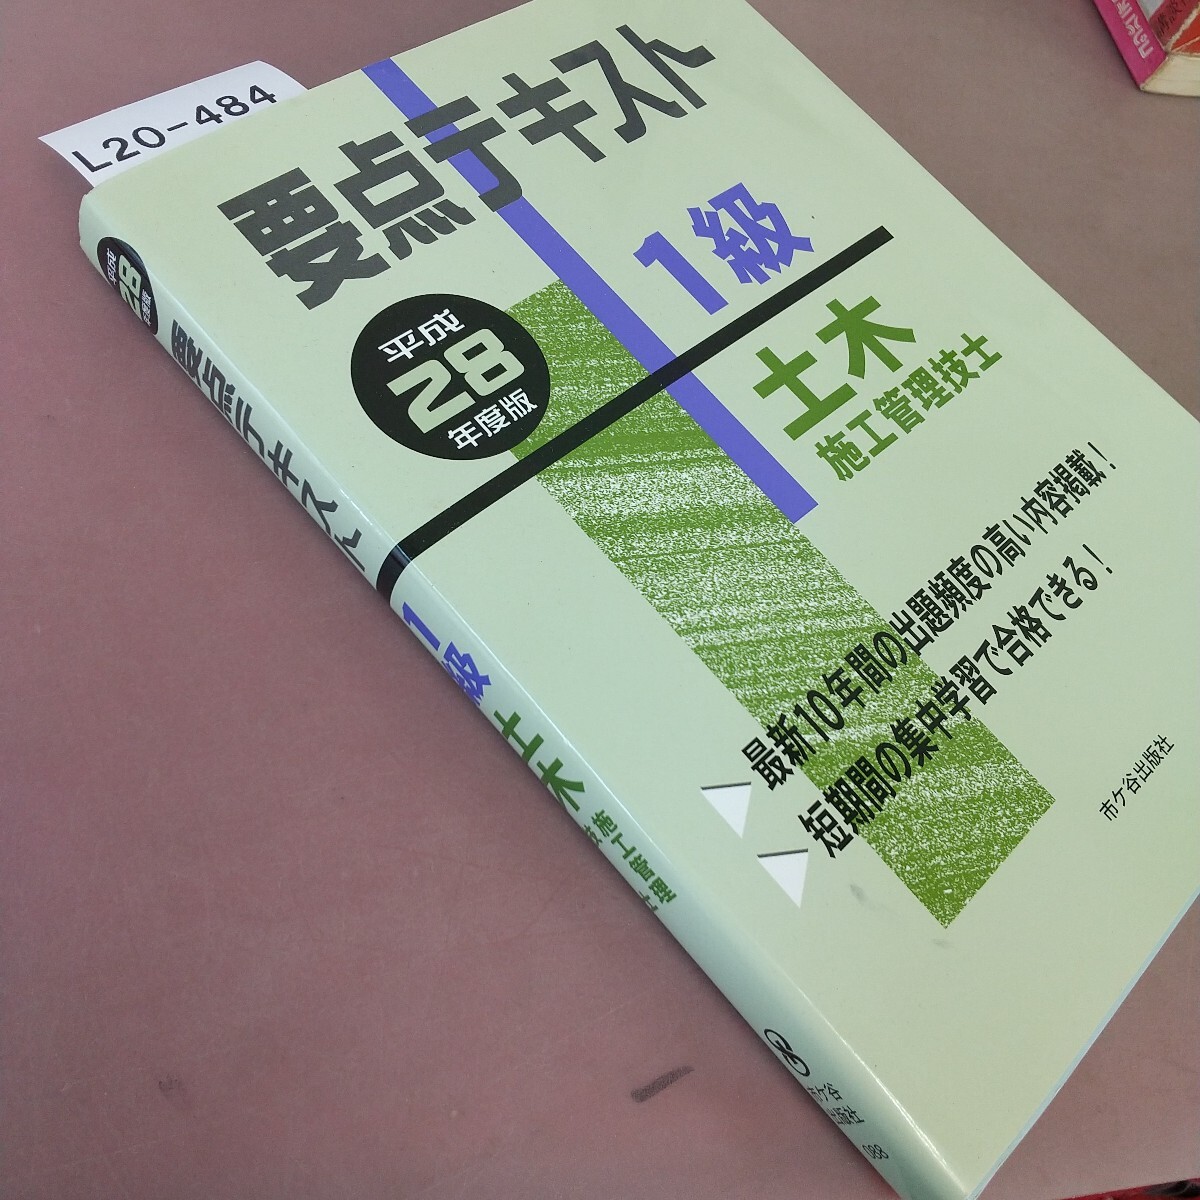 L20-484
要点テキスト
1級
平成
28
年度版
土木
施工管理技士
最新10年間の出題頻度の高い内容掲載！
短期間の集中学習で合格できる！
市ケ谷出版社
平成
28
年度版
要点テキスト
1級
土木
施工管理
市ケ谷
出版社
088